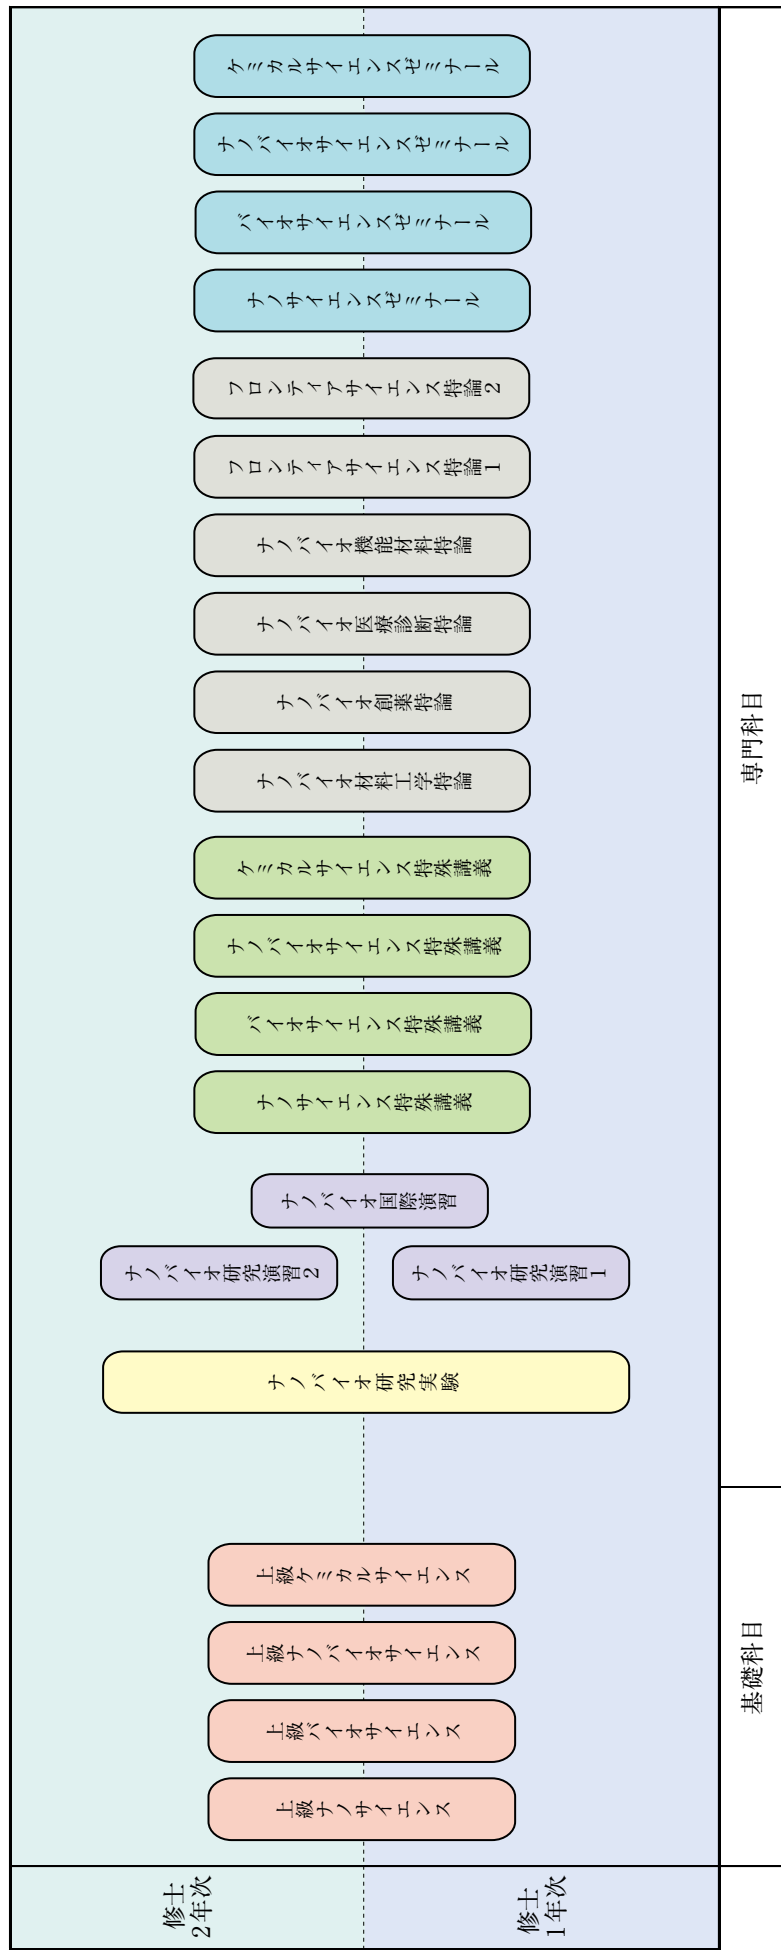 ケミカルサイエンスゼミナール
ナノバイオサイエンスゼミナール
バイオサイエンスゼミナール
ナノサイエンスゼミナール
フロンティアサイエンス特論2
フロンティアサイエンス特論1
ナノバイオ機能材料特論
ナノバイオ医療診断特論
ナノバイオ創薬特論
ナノバイオ材料工学特論
ケミカルサイエンス特殊講義
ナノバイオサイエンス特殊講義
バイオサイエンス特殊講義
ナノサイエンス特殊講義
ナノバイオ国際演習
ナノバイオ研究演習2
ナノバイオ研究演習1
ナノバイオ研究実験
上級ケミカルサイエンス
上級ナノバイオサイエンス
上級バイオサイエンス
上級ナノサイエンス
修士
2年次
修士
1年次
専門科目
基礎科目